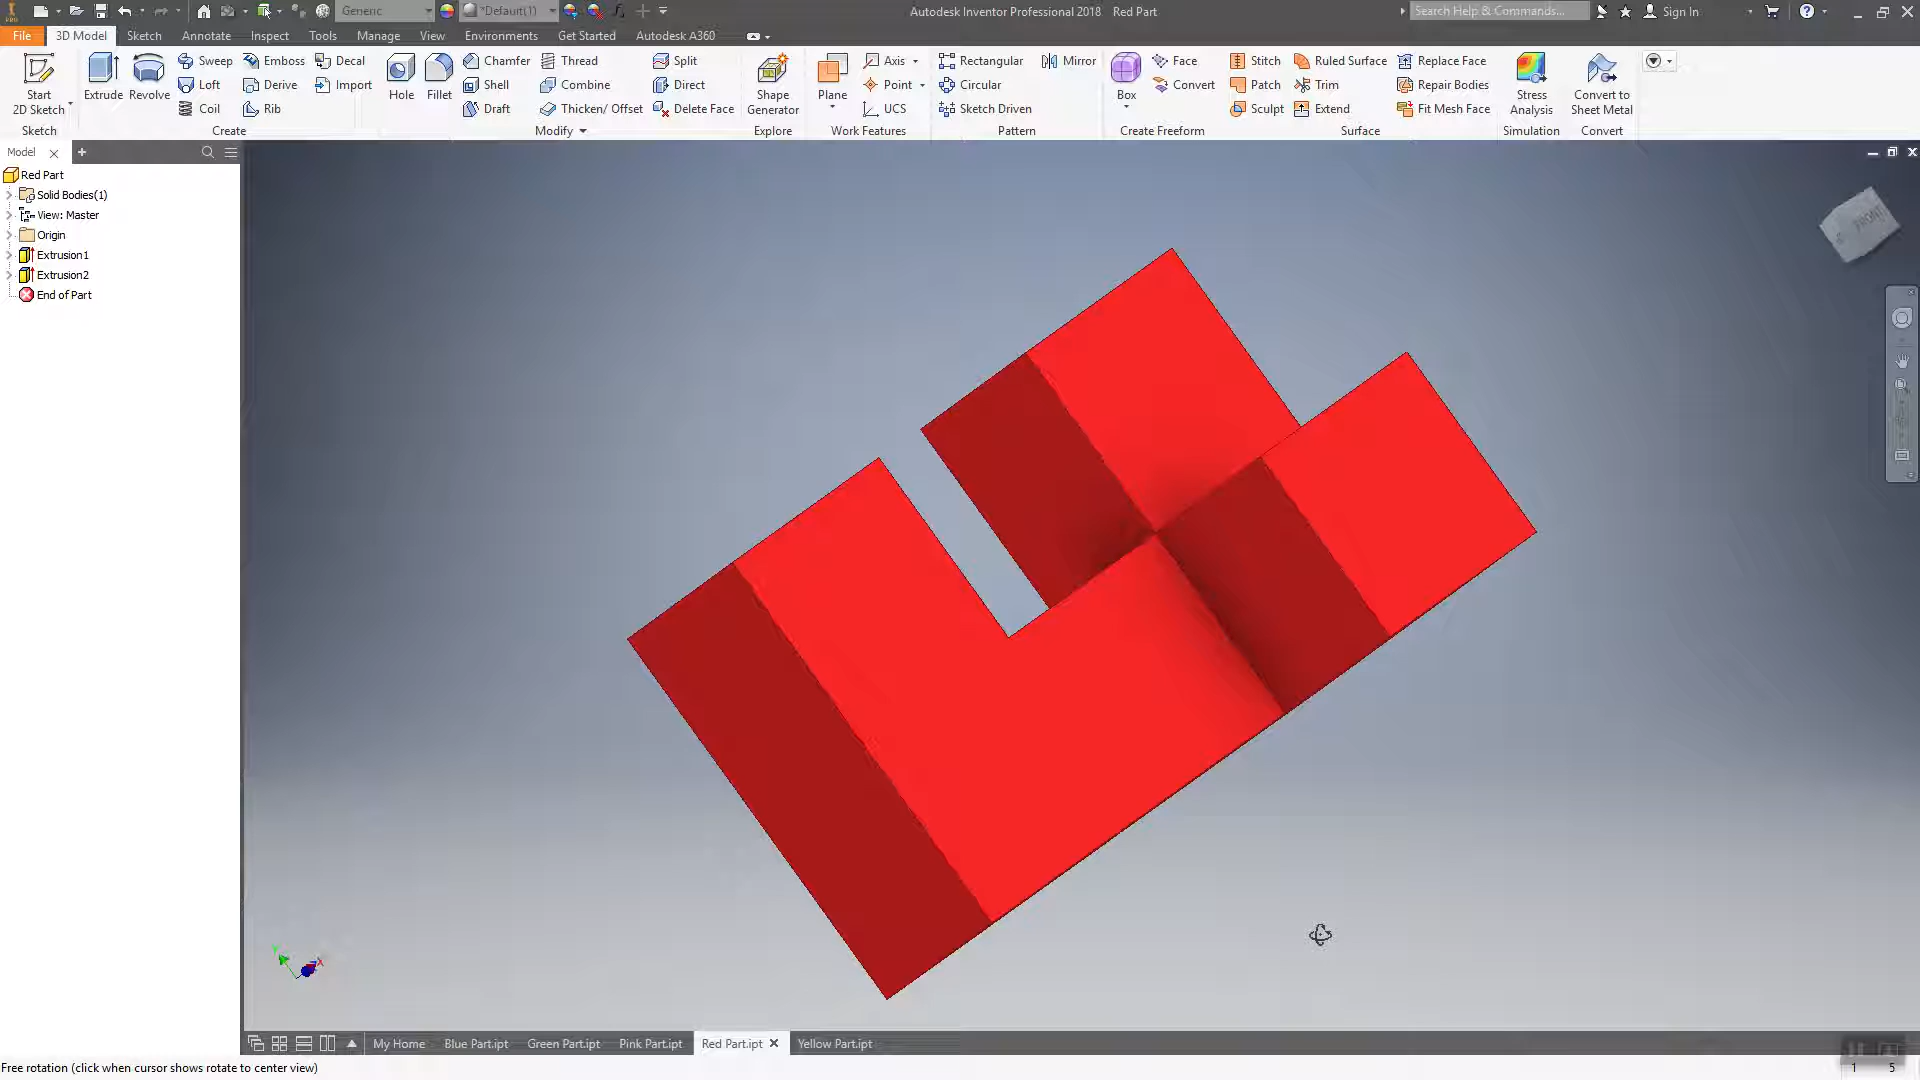 Generic
*Default(1)
Autodesk Inventor Professional 2018 Red Part
Search Help & Commands...
Sign In
File 3D Model Sketch Annotate Inspect Tools Manage View Environments Get Started Autodesk A360
Start
2D Sketch
Sketch
Extrude
Revolve
Sweep
Loft
Coil
Emboss
Derive
Rib
Decal
Import
Create
Hole
Fillet
Chamfer
Shell
Draft
Thread
Combine
Thicken/ Offset
Split
Direct
Delete Face
Modify
Shape
Generator
Explore
Plane
Axis
Point
UCS
Work Features
Rectangular
Circular
Sketch Driven
Mirror
Pattern
Box
Face
Convert
Create Freeform
Stitch
Patch
Sculpt
Ruled Surface
Trim
Extend
Replace Face
Repair Bodies
Fit Mesh Face
Surface
Stress
Analysis
Simulation
Convert to
Sheet Metal
Convert
Model
Red Part
Solid Bodies(1)
View: Master
Origin
Extrusion1
Extrusion2
End of Part
FRONT
Y
X
My Home Blue Part.ipt Green Part.ipt Pink Part.ipt Red Part.ipt Yellow Part.ipt
Free rotation (click when cursor shows rotate to center view)
1 5